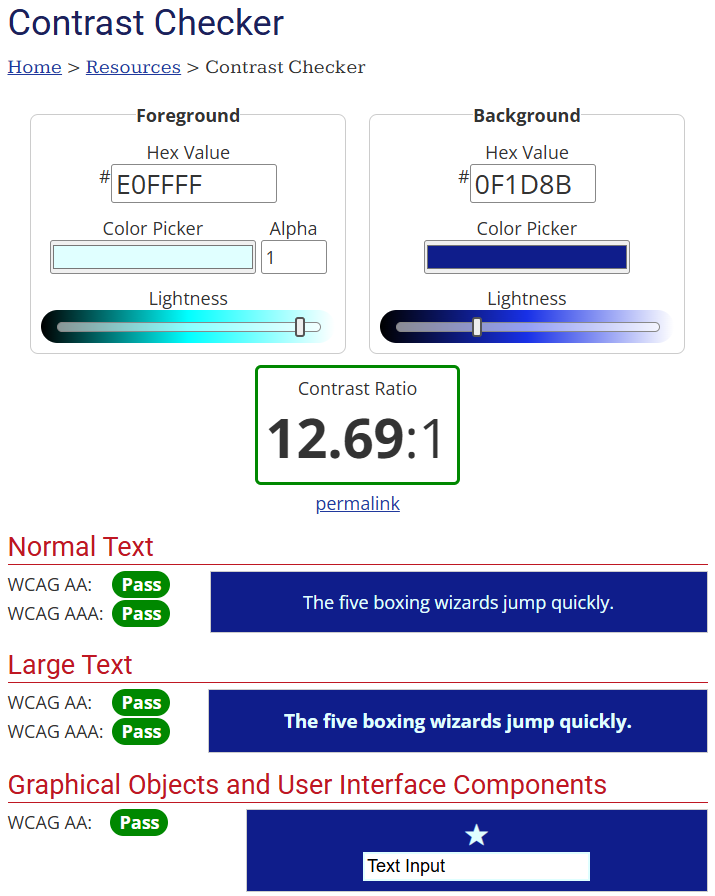 Contrast Checker
Home > Resources > Contrast Checker
Foreground
Hex Value
# E0FFFF
Color Picker
Alpha
1
Lightness
Background
Hex Value
# 0F1D8B
Color Picker
Lightness
Contrast Ratio
12.69:1
permalink
Normal Text
WCAG AA: Pass
WCAG AAA: Pass
The five boxing wizards jump quickly.
Large Text
WCAG AA: Pass
WCAG AAA: Pass
The five boxing wizards jump quickly.
Graphical Objects and User Interface Components
WCAG AA: Pass
Text Input